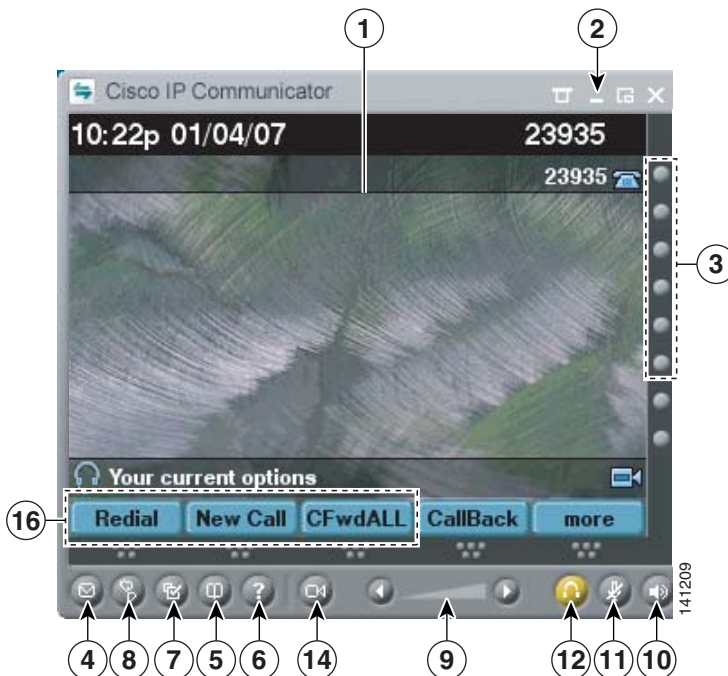 1 2
Cisco IP Communicator
10:22p 01/04/07 23935
23935
3
Your current options
16
Redial New Call CFwdALL CallBack more
?
141209
4 8 7 5 6 14 9 12 11 10